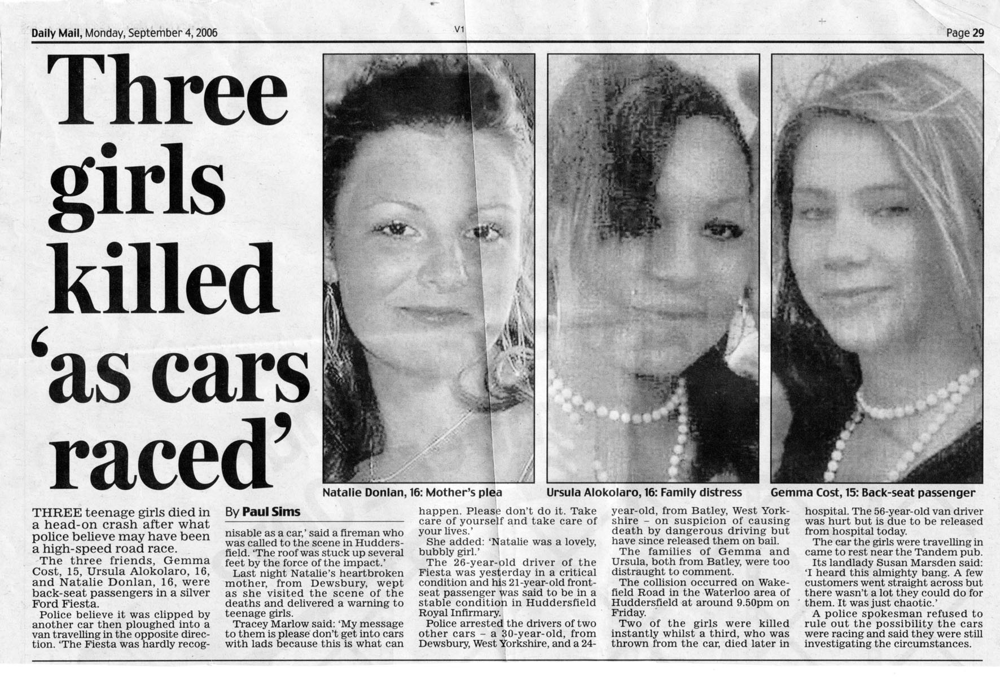 Daily Mail, Monday, September 4, 2006
V1
Page 29
Three
girls
killed
‘as cars
raced’
Natalie Donlan, 16: Mother’s plea
Ursula Alokolaro, 16: Family distress
Gemma Cost, 15: Back-seat passenger
THREE teenage girls died in
a head-on crash after what
police believe may have been
a high-speed road race.
The three friends, Gemma
Cost, 15, Ursula Alokolaro, 16,
and Natalie Donlan, 16, were
back-seat passengers in a silver
Ford Fiesta.
Police believe it was clipped by
another car then ploughed into a
van travelling in the opposite direc-
tion. ‘The Fiesta was hardly recog-
By Paul Sims
nisable as a car,’ said a fireman who
was called to the scene in Hudders-
field. ‘The roof was stuck up several
feet by the force of the impact.’
Last night Natalie’s heartbroken
mother, from Dewsbury, wept
as she visited the scene of the
deaths and delivered a warning to
teenage girls.
Tracey Marlow said: ‘My message
to them is please don’t get into cars
with lads because this is what can
happen. Please don’t do it. Take
care of yourself and take care of
your lives.’
She added: ‘Natalie was a lovely,
bubbly girl.’
The 26-year-old driver of the
Fiesta was yesterday in a critical
condition and his 21-year-old front-
seat passenger was said to be in a
stable condition in Huddersfield
Royal Infirmary.
Police arrested the drivers of two
other cars – a 30-year-old, from
Dewsbury, West Yorkshire, and a 24-
year-old, from Batley, West York-
shire – on suspicion of causing
death by dangerous driving but
have since released them on bail.
The families of Gemma and
Ursula, both from Batley, were too
distraught to comment.
The collision occurred on Wake-
field Road in the Waterloo area of
Huddersfield at around 9.50pm on
Friday.
Two of the girls were killed
instantly whilst a third, who was
thrown from the car, died later in
hospital. The 56-year-old van driver
was hurt but is due to be released
from hospital today.
The car the girls were travelling in
came to rest near the Tandem pub.
Its landlady Susan Marsden said:
‘I heard this almighty bang. A few
customers went straight across but
there wasn’t a lot they could do for
them. It was just chaotic.’
A police spokesman refused to
rule out the possibility the cars
were racing and said they were still
investigating the circumstances.